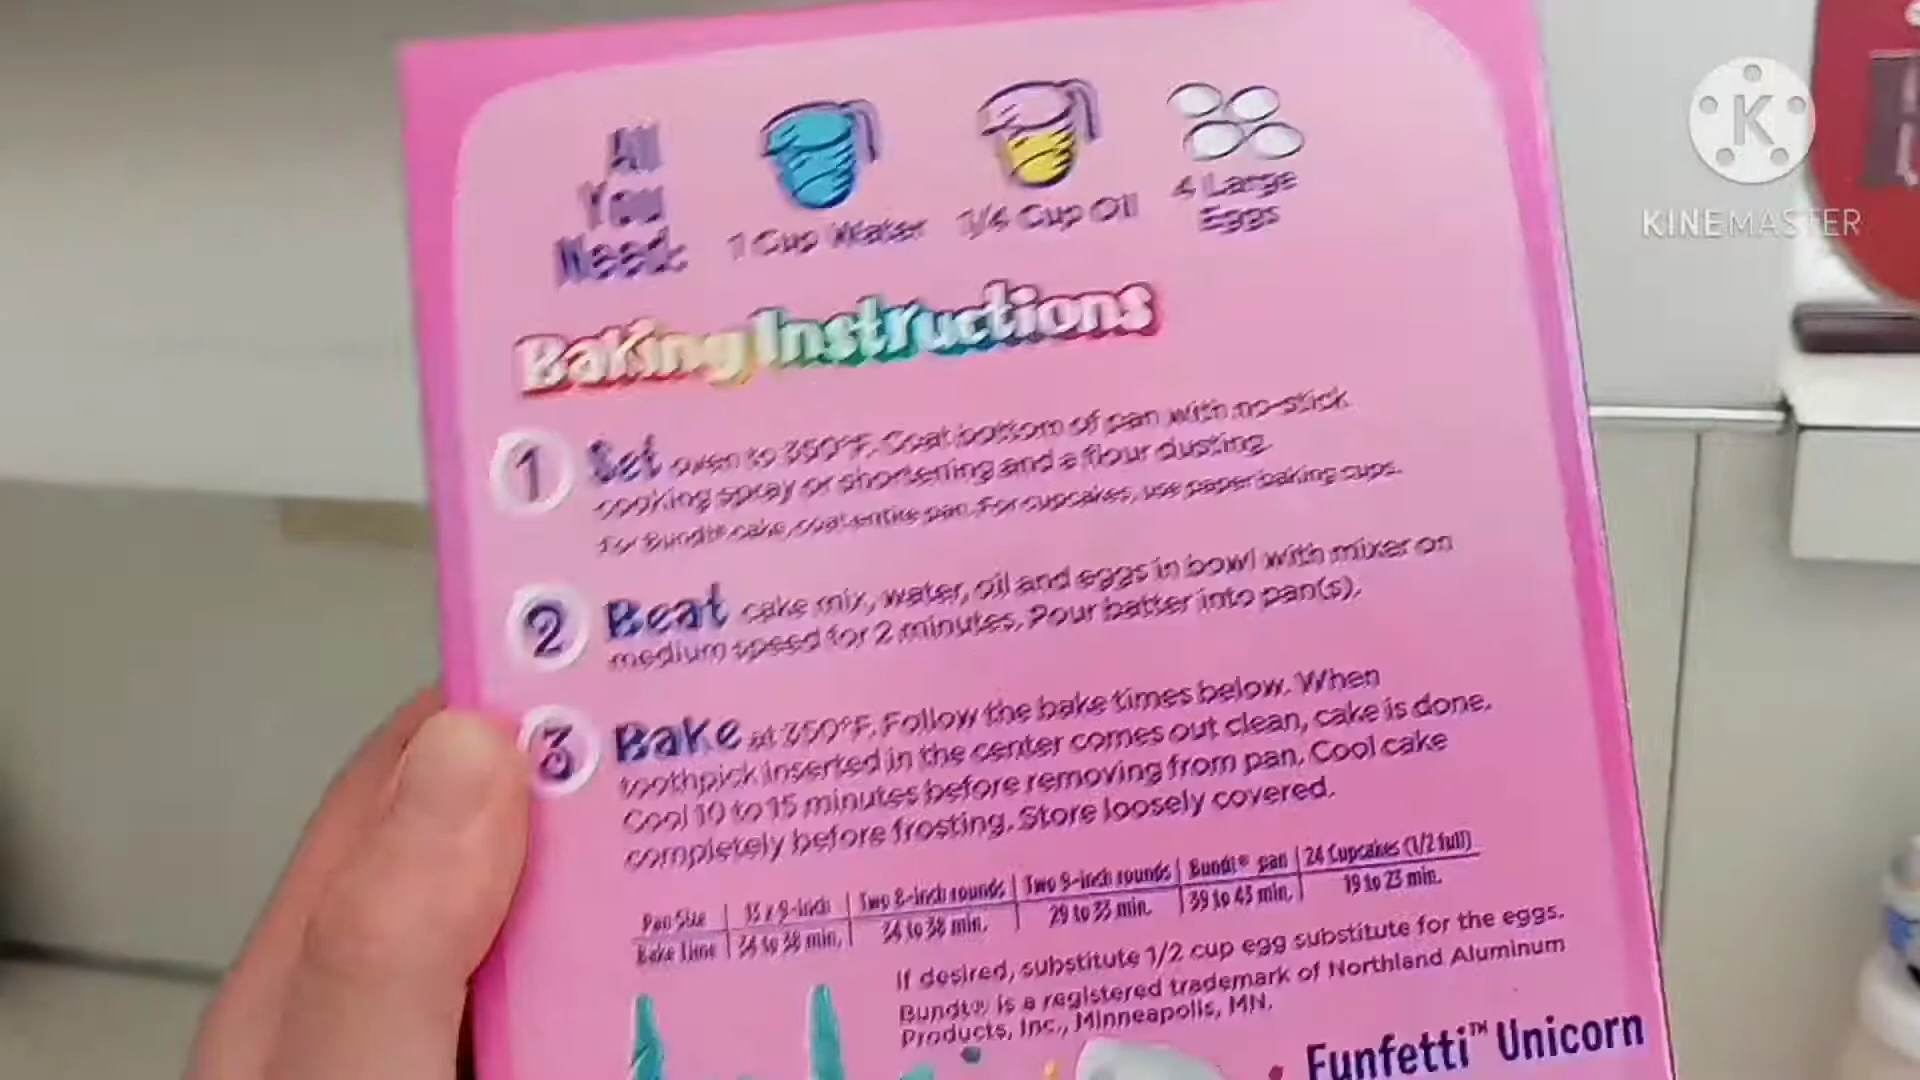 All
You
Need:
1 Cup Water
1/4 Cup Oil
4 Large
Eggs
KINEMASTER
Baking Instructions
1 Set oven to 350°F. Coat bottom of pan with no-stick
cooking spray or shortening and a flour dusting.
For Bundt® cake, coat entire pan. For cupcakes, use paper baking cups.
2 Beat cake mix, water, oil and eggs in bowl with mixer on
medium speed for 2 minutes. Pour batter into pan(s).
3 Bake at 350°F. Follow the bake times below. When
toothpick inserted in the center comes out clean, cake is done.
Cool 10 to 15 minutes before removing from pan. Cool cake
completely before frosting. Store loosely covered.
Pan Size 13 x 9-inch Two 8-inch rounds Two 9-inch rounds Bundt® pan 24 Cupcakes (1/2 full)
Bake Time 34 to 38 min. 34 to 38 min. 29 to 33 min. 39 to 43 min. 19 to 23 min.
If desired, substitute 1/2 cup egg substitute for the eggs.
Bundt® is a registered trademark of Northland Aluminum
Products, Inc., Minneapolis, MN.
Funfetti™ Unicorn